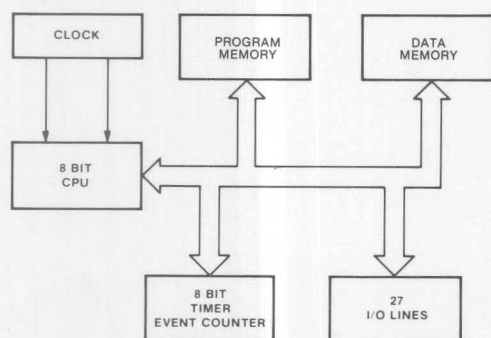 CLOCK
PROGRAM
MEMORY
DATA
MEMORY
8 BIT
CPU
8 BIT
TIMER
EVENT COUNTER
27
I/O LINES